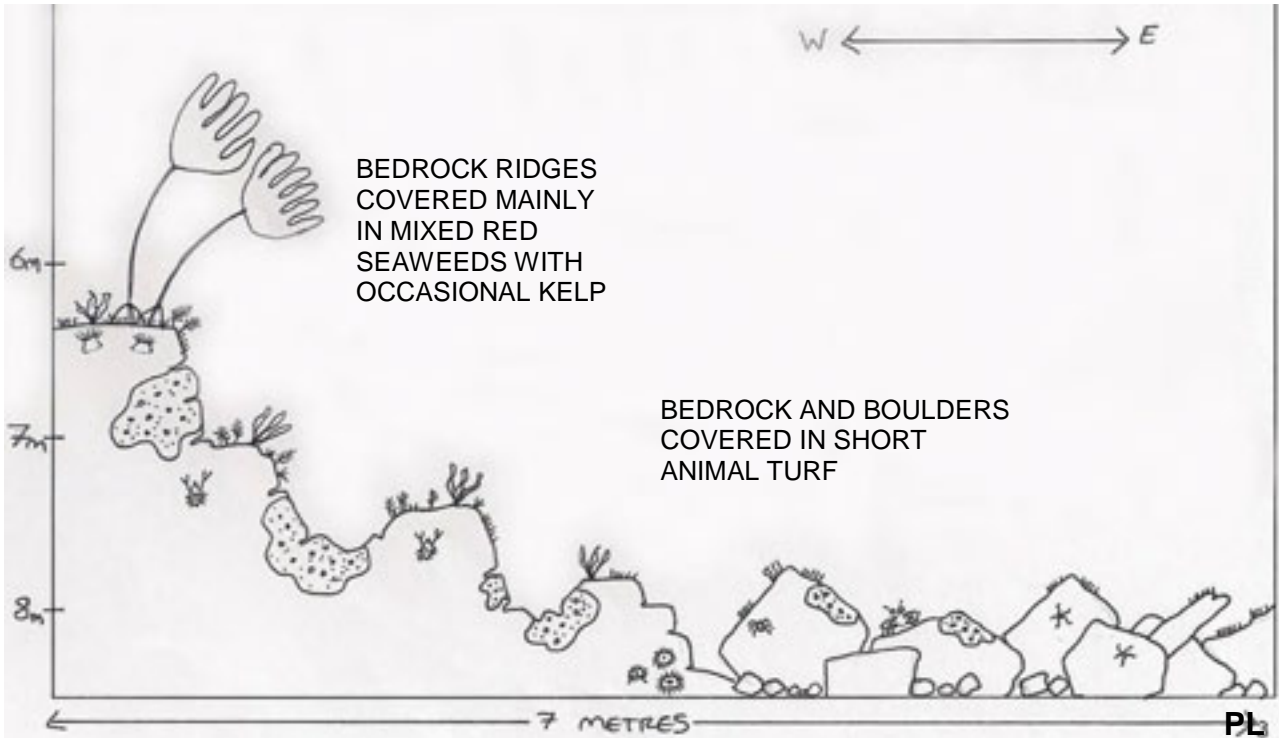 W E
BEDROCK RIDGES
COVERED MAINLY
IN MIXED RED
SEAWEEDS WITH
OCCASIONAL KELP
6m
BEDROCK AND BOULDERS
COVERED IN SHORT
ANIMAL TURF
7m
8m
7 METRES
PL